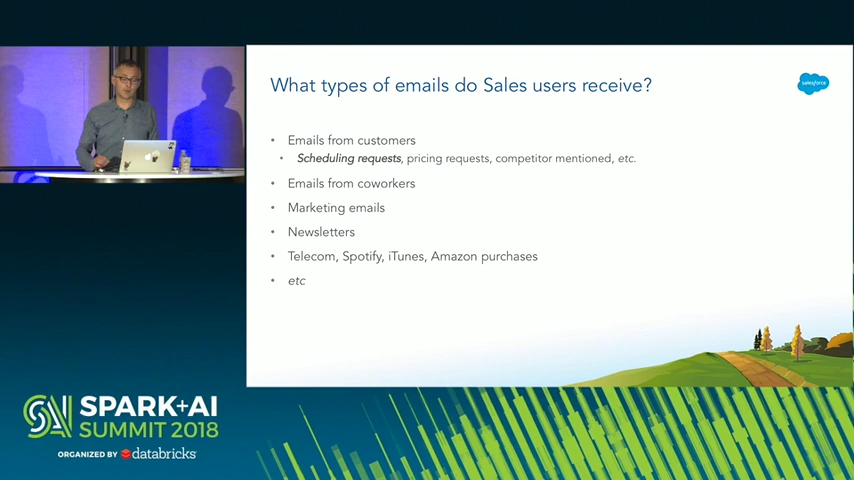 What types of emails do Sales users receive?
salesforce
• Emails from customers
• Scheduling requests, pricing requests, competitor mentioned, etc.
• Emails from coworkers
• Marketing emails
• Newsletters
• Telecom, Spotify, iTunes, Amazon purchases
• etc
SPARK+AI
SUMMIT 2018
ORGANIZED BY databricks